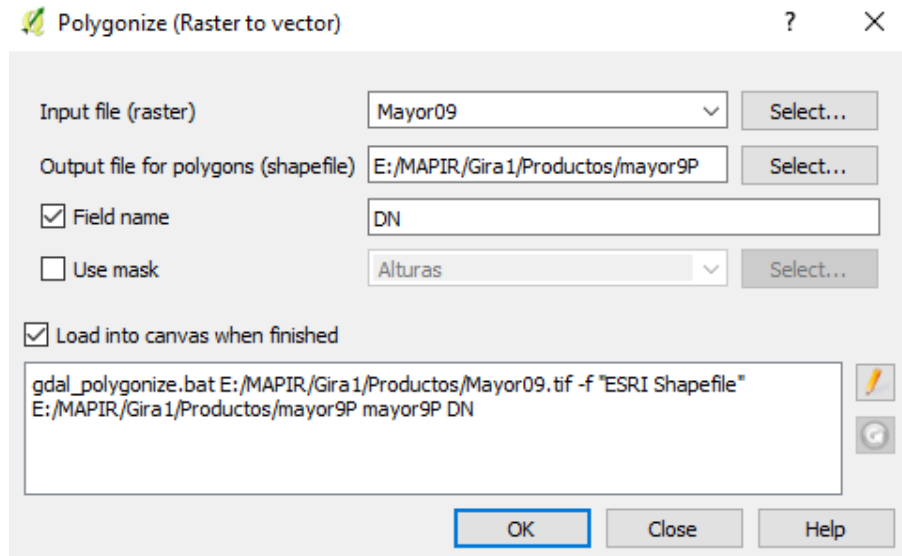 Polygonize (Raster to vector) ?
Input file (raster) Mayor09 Select...
Output file for polygons (shapefile) E:/MAPIR/Gira1/Productos/mayor9P Select...
Field name DN
Use mask Alturas Select...
Load into canvas when finished
gdal_polygonize.bat E:/MAPIR/Gira1/Productos/Mayor09.tif -f "ESRI Shapefile"
E:/MAPIR/Gira1/Productos/mayor9P mayor9P DN
OK Close Help